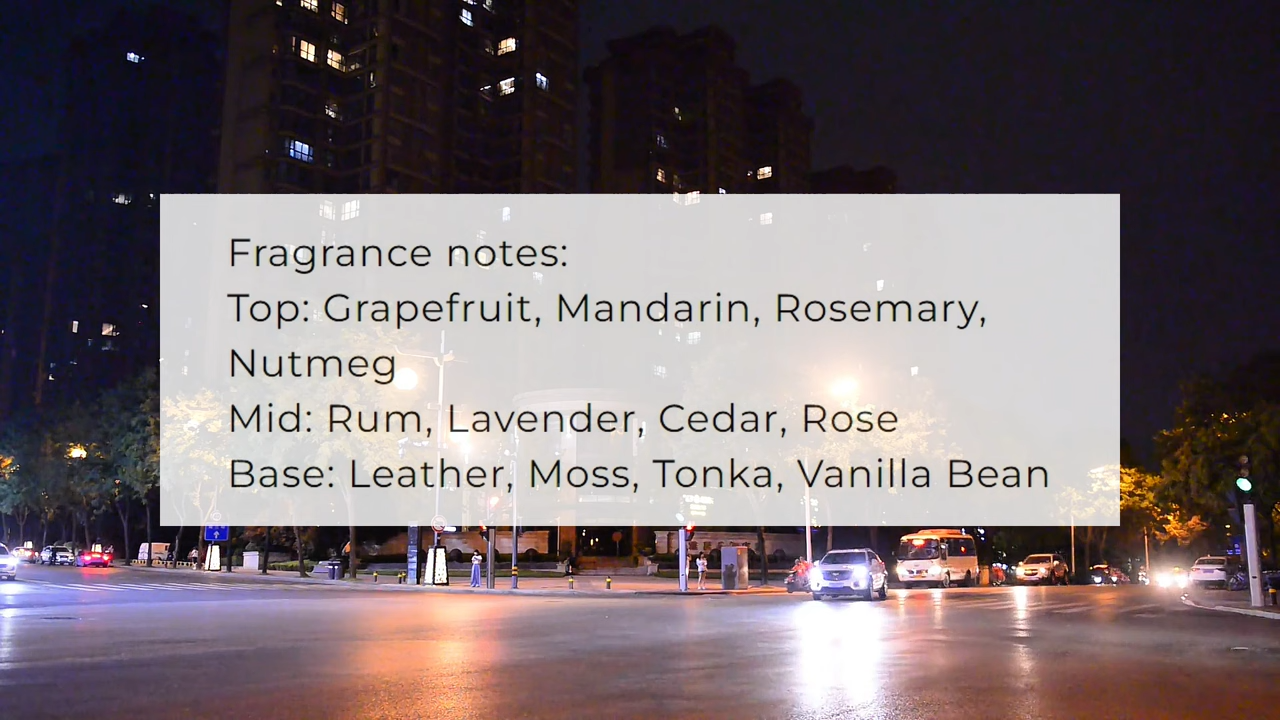 Fragrance notes:
Top: Grapefruit, Mandarin, Rosemary,
Nutmeg
Mid: Rum, Lavender, Cedar, Rose
Base: Leather, Moss, Tonka, Vanilla Bean